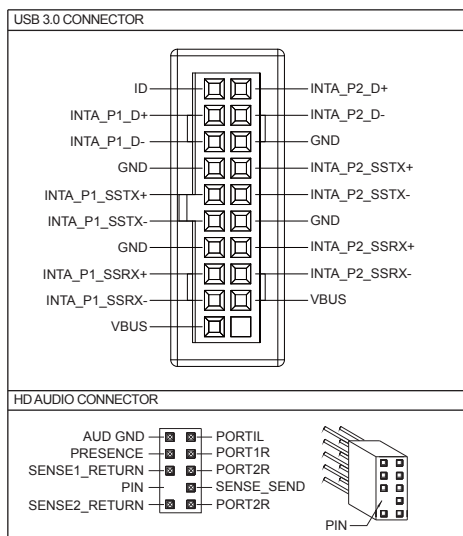 USB 3.0 CONNECTOR
ID
INTA_P1_D+
INTA_P1_D-
GND
INTA_P1_SSTX+
INTA_P1_SSTX-
GND
INTA_P1_SSRX+
INTA_P1_SSRX-
VBUS
INTA_P2_D+
INTA_P2_D-
GND
INTA_P2_SSTX+
INTA_P2_SSTX-
GND
INTA_P2_SSRX+
INTA_P2_SSRX-
VBUS
HD AUDIO CONNECTOR
AUD GND
PRESENCE
SENSE1_RETURN
PIN
SENSE2_RETURN
PORTIL
PORT1R
PORT2R
SENSE_SEND
PORT2R
PIN